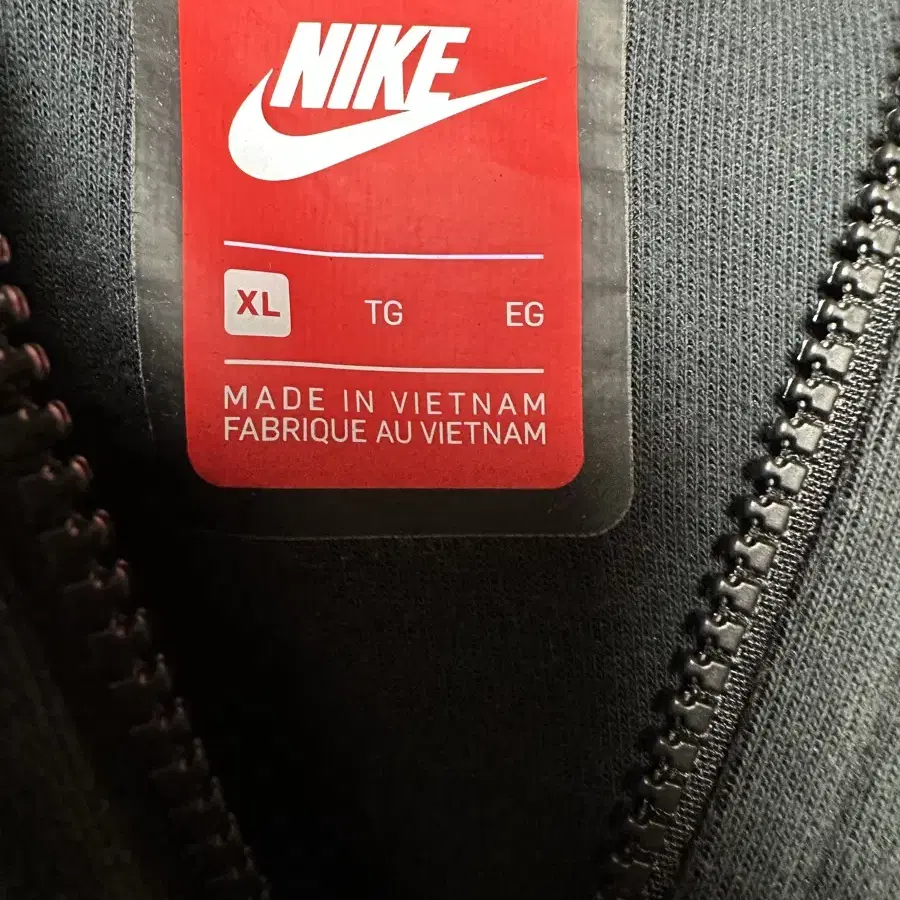 NIKE
XL TG EG
MADE IN VIETNAM
FABRIQUE AU VIETNAM